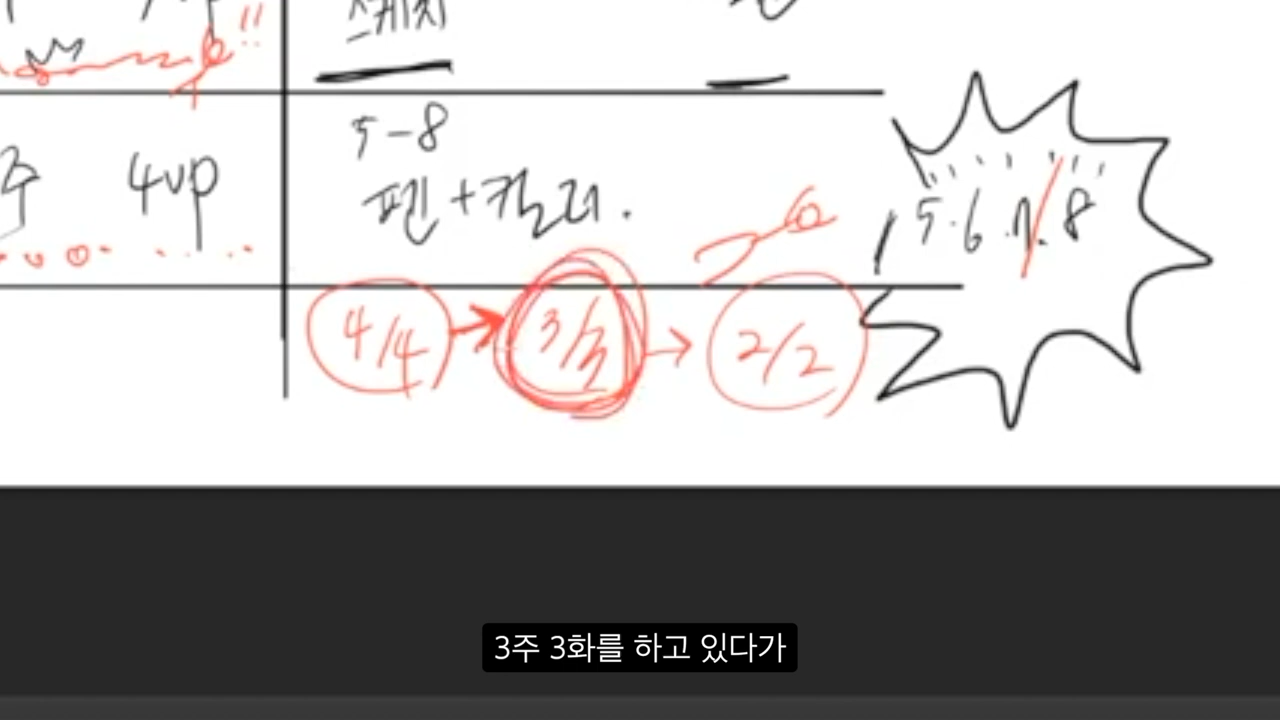 스케치
5-8
주 4up
펜+컬러.
5.6.7.8
4/4 → 3/3 → 2/2
3주 3화를 하고 있다가